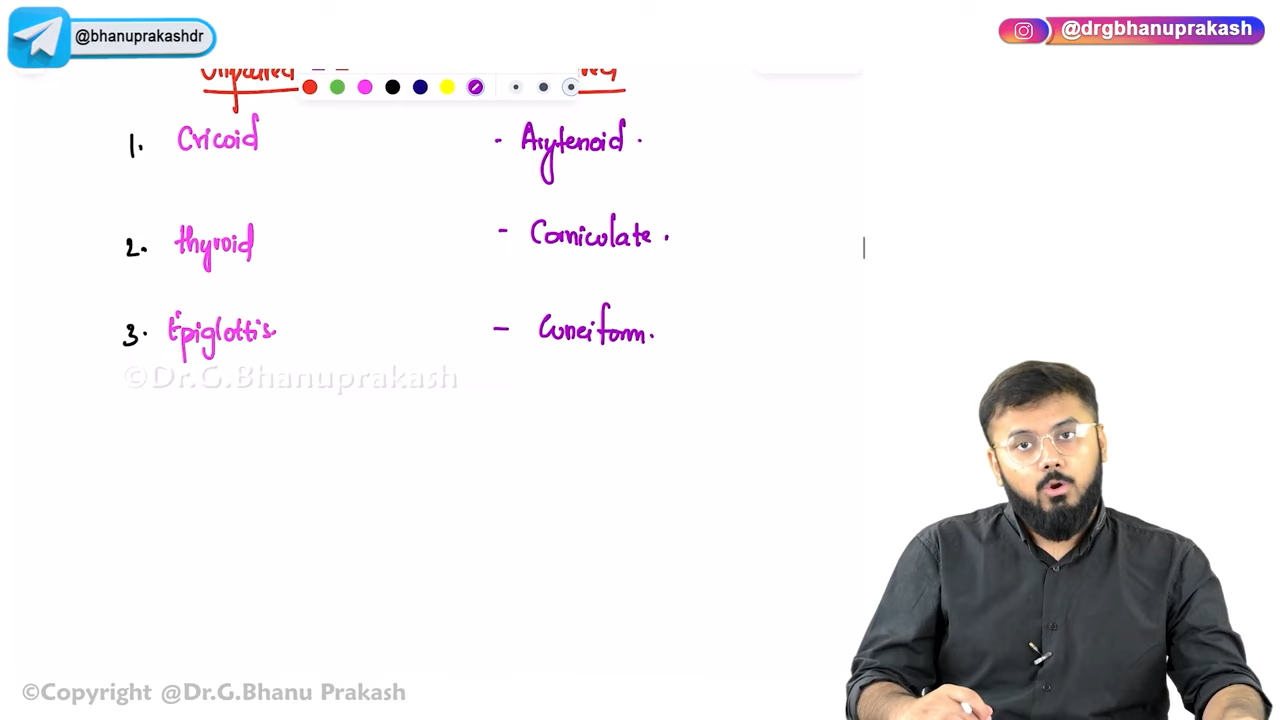 @bhanuprakashdr
@drgbhanuprakash
1. Cricoid - Arytenoid.
2. thyroid - Corniculate.
3. Epiglottis. - Cuneiform.
©Dr.G.Bhanuprakash
©Copyright @Dr.G.Bhanu Prakash